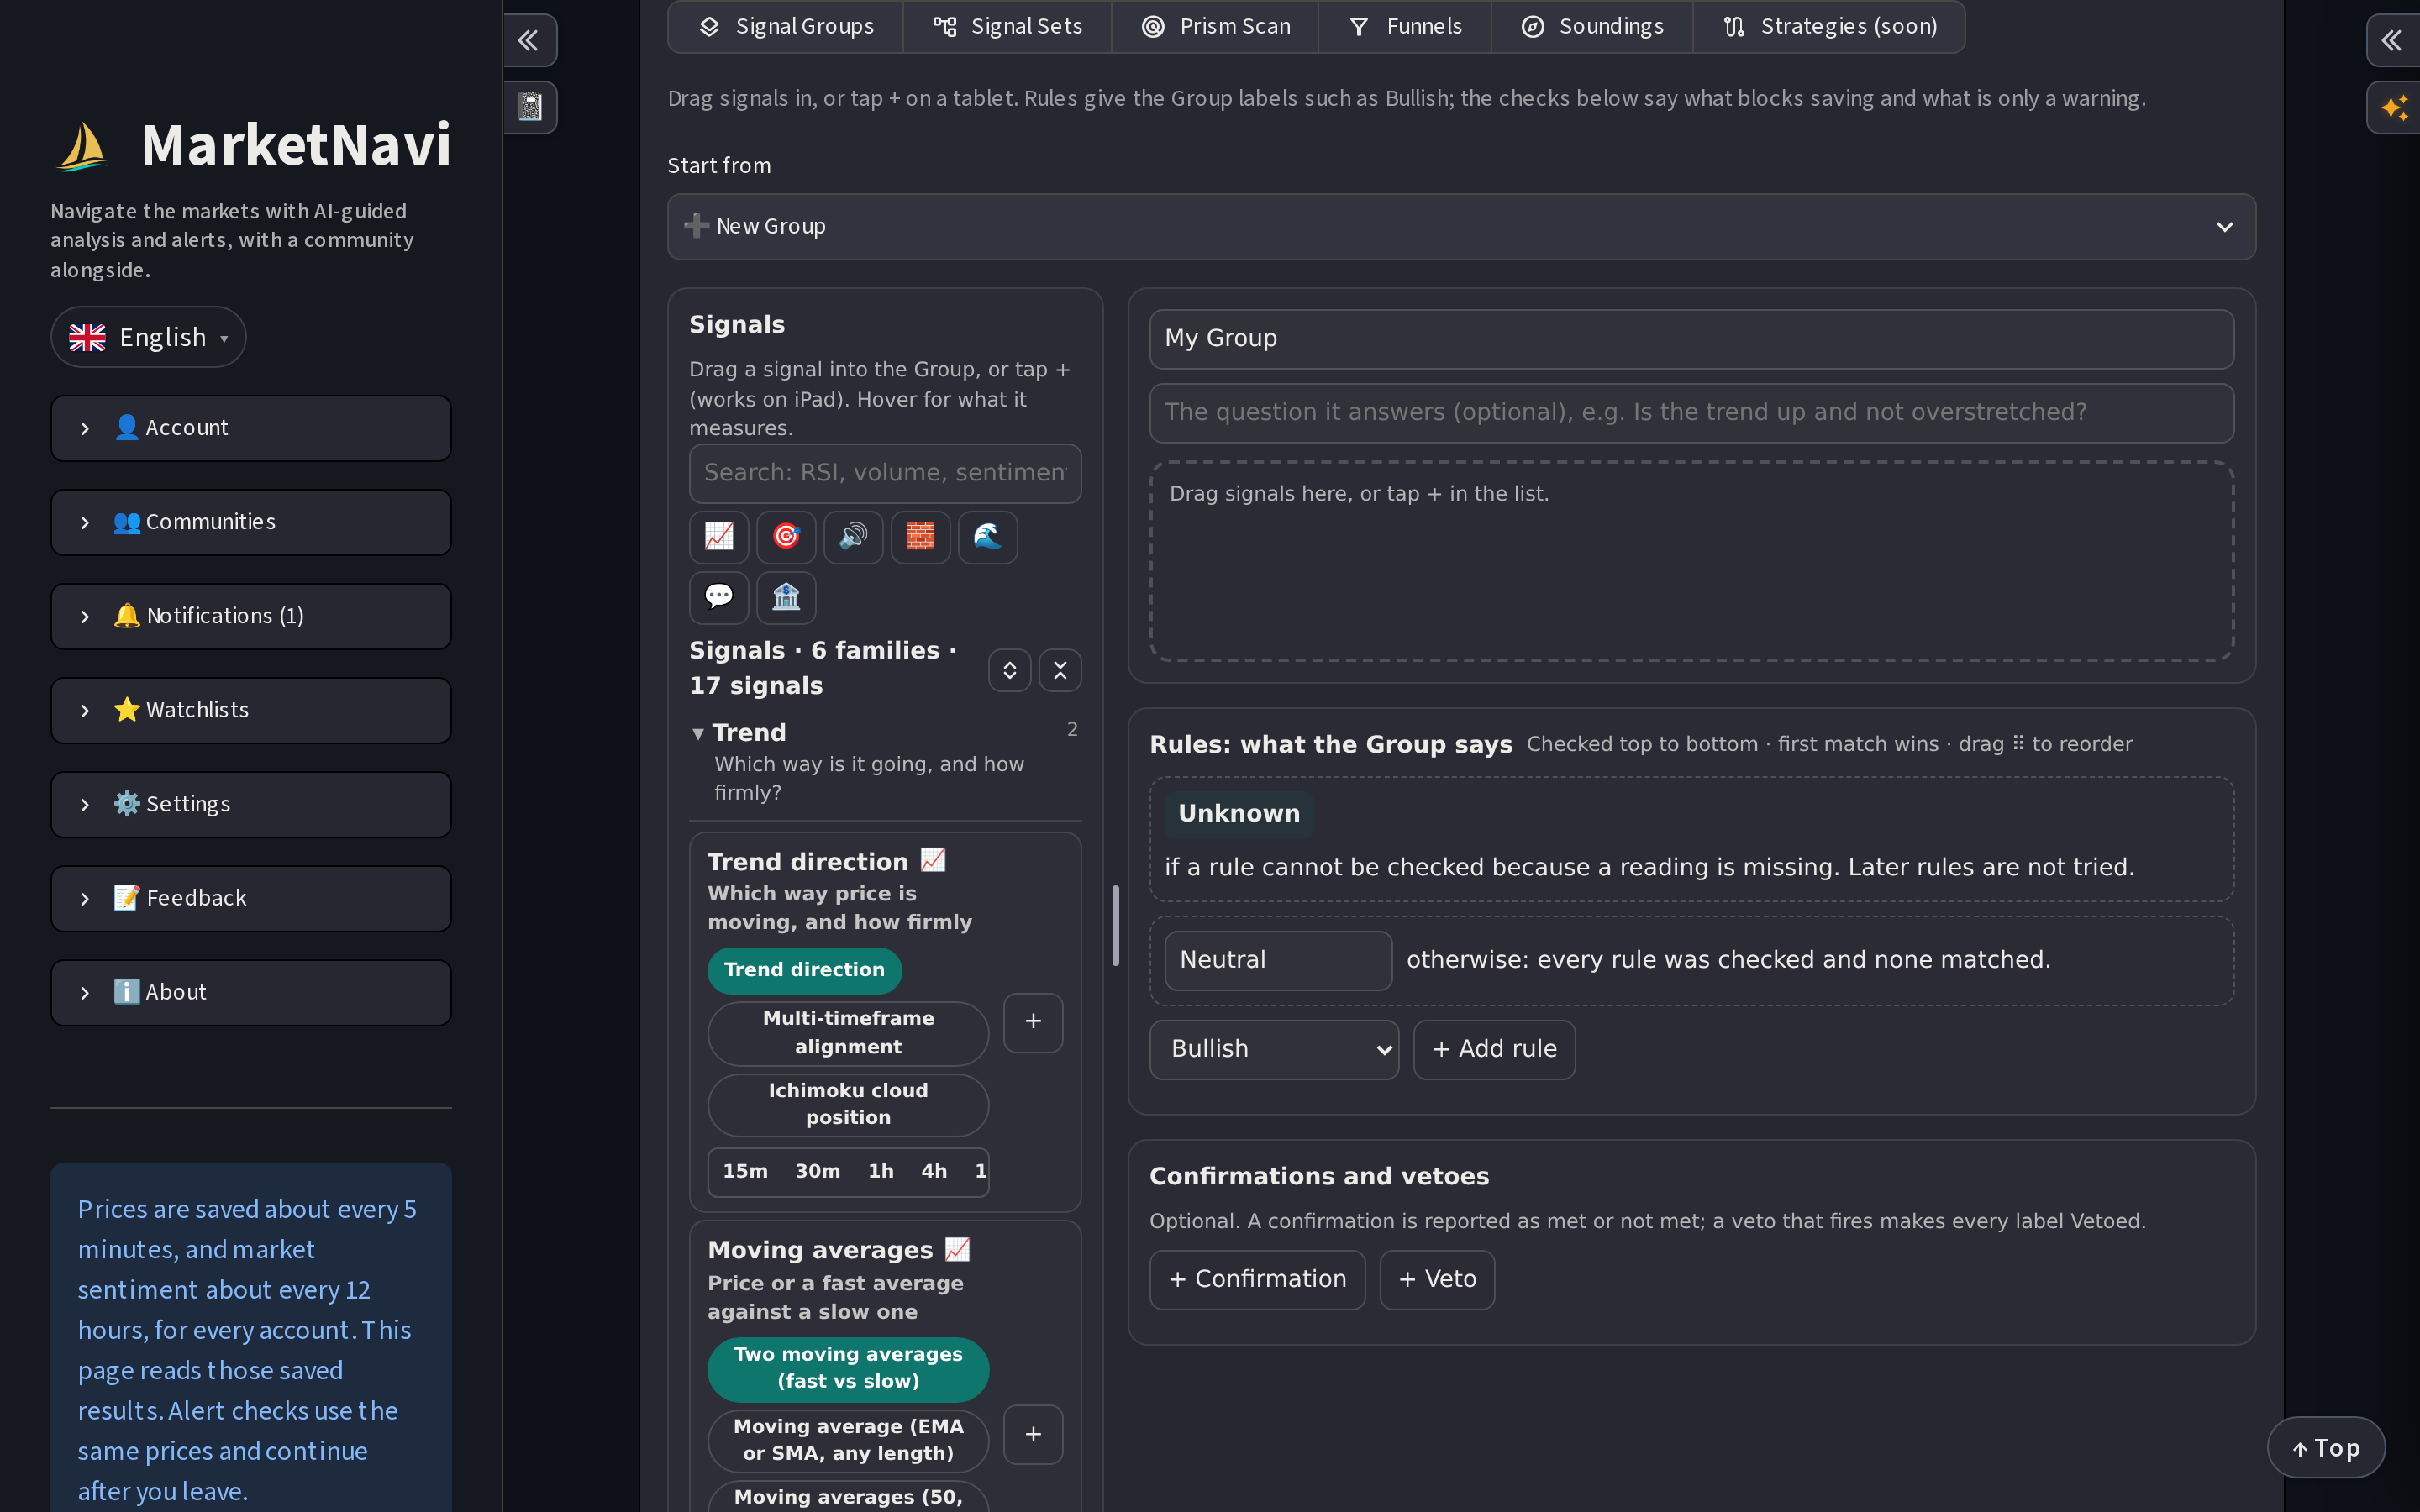 MarketNavi
Navigate the markets with AI-guided
analysis and alerts, with a community
alongside.
English
Account
Communities
Notifications (1)
Watchlists
Settings
Feedback
About
Prices are saved about every 5
minutes, and market
sentiment about every 12
hours, for every account. This
page reads those saved
results. Alert checks use the
same prices and continue
after you leave.
Signal Groups
Signal Sets
Prism Scan
Funnels
Soundings
Strategies (soon)
Drag signals in, or tap + on a tablet. Rules give the Group labels such as Bullish; the checks below say what blocks saving and what is only a warning.
Start from
New Group
Signals
Drag a signal into the Group, or tap +
(works on iPad). Hover for what it
measures.
Search: RSI, volume, sentiment
Signals · 6 families ·
17 signals
Trend 2
Which way is it going, and how
firmly?
Trend direction
Which way price is
moving, and how firmly
Trend direction
Multi-timeframe
alignment
+
Ichimoku cloud
position
15m 30m 1h 4h 1
Moving averages
Price or a fast average
against a slow one
Two moving averages
(fast vs slow)
Moving average (EMA
or SMA, any length)
+
Moving averages (50,
My Group
The question it answers (optional), e.g. Is the trend up and not overstretched?
Drag signals here, or tap + in the list.
Rules: what the Group says Checked top to bottom · first match wins · drag ⠿ to reorder
Unknown
if a rule cannot be checked because a reading is missing. Later rules are not tried.
Neutral otherwise: every rule was checked and none matched.
Bullish + Add rule
Confirmations and vetoes
Optional. A confirmation is reported as met or not met; a veto that fires makes every label Vetoed.
+ Confirmation + Veto
↑ Top